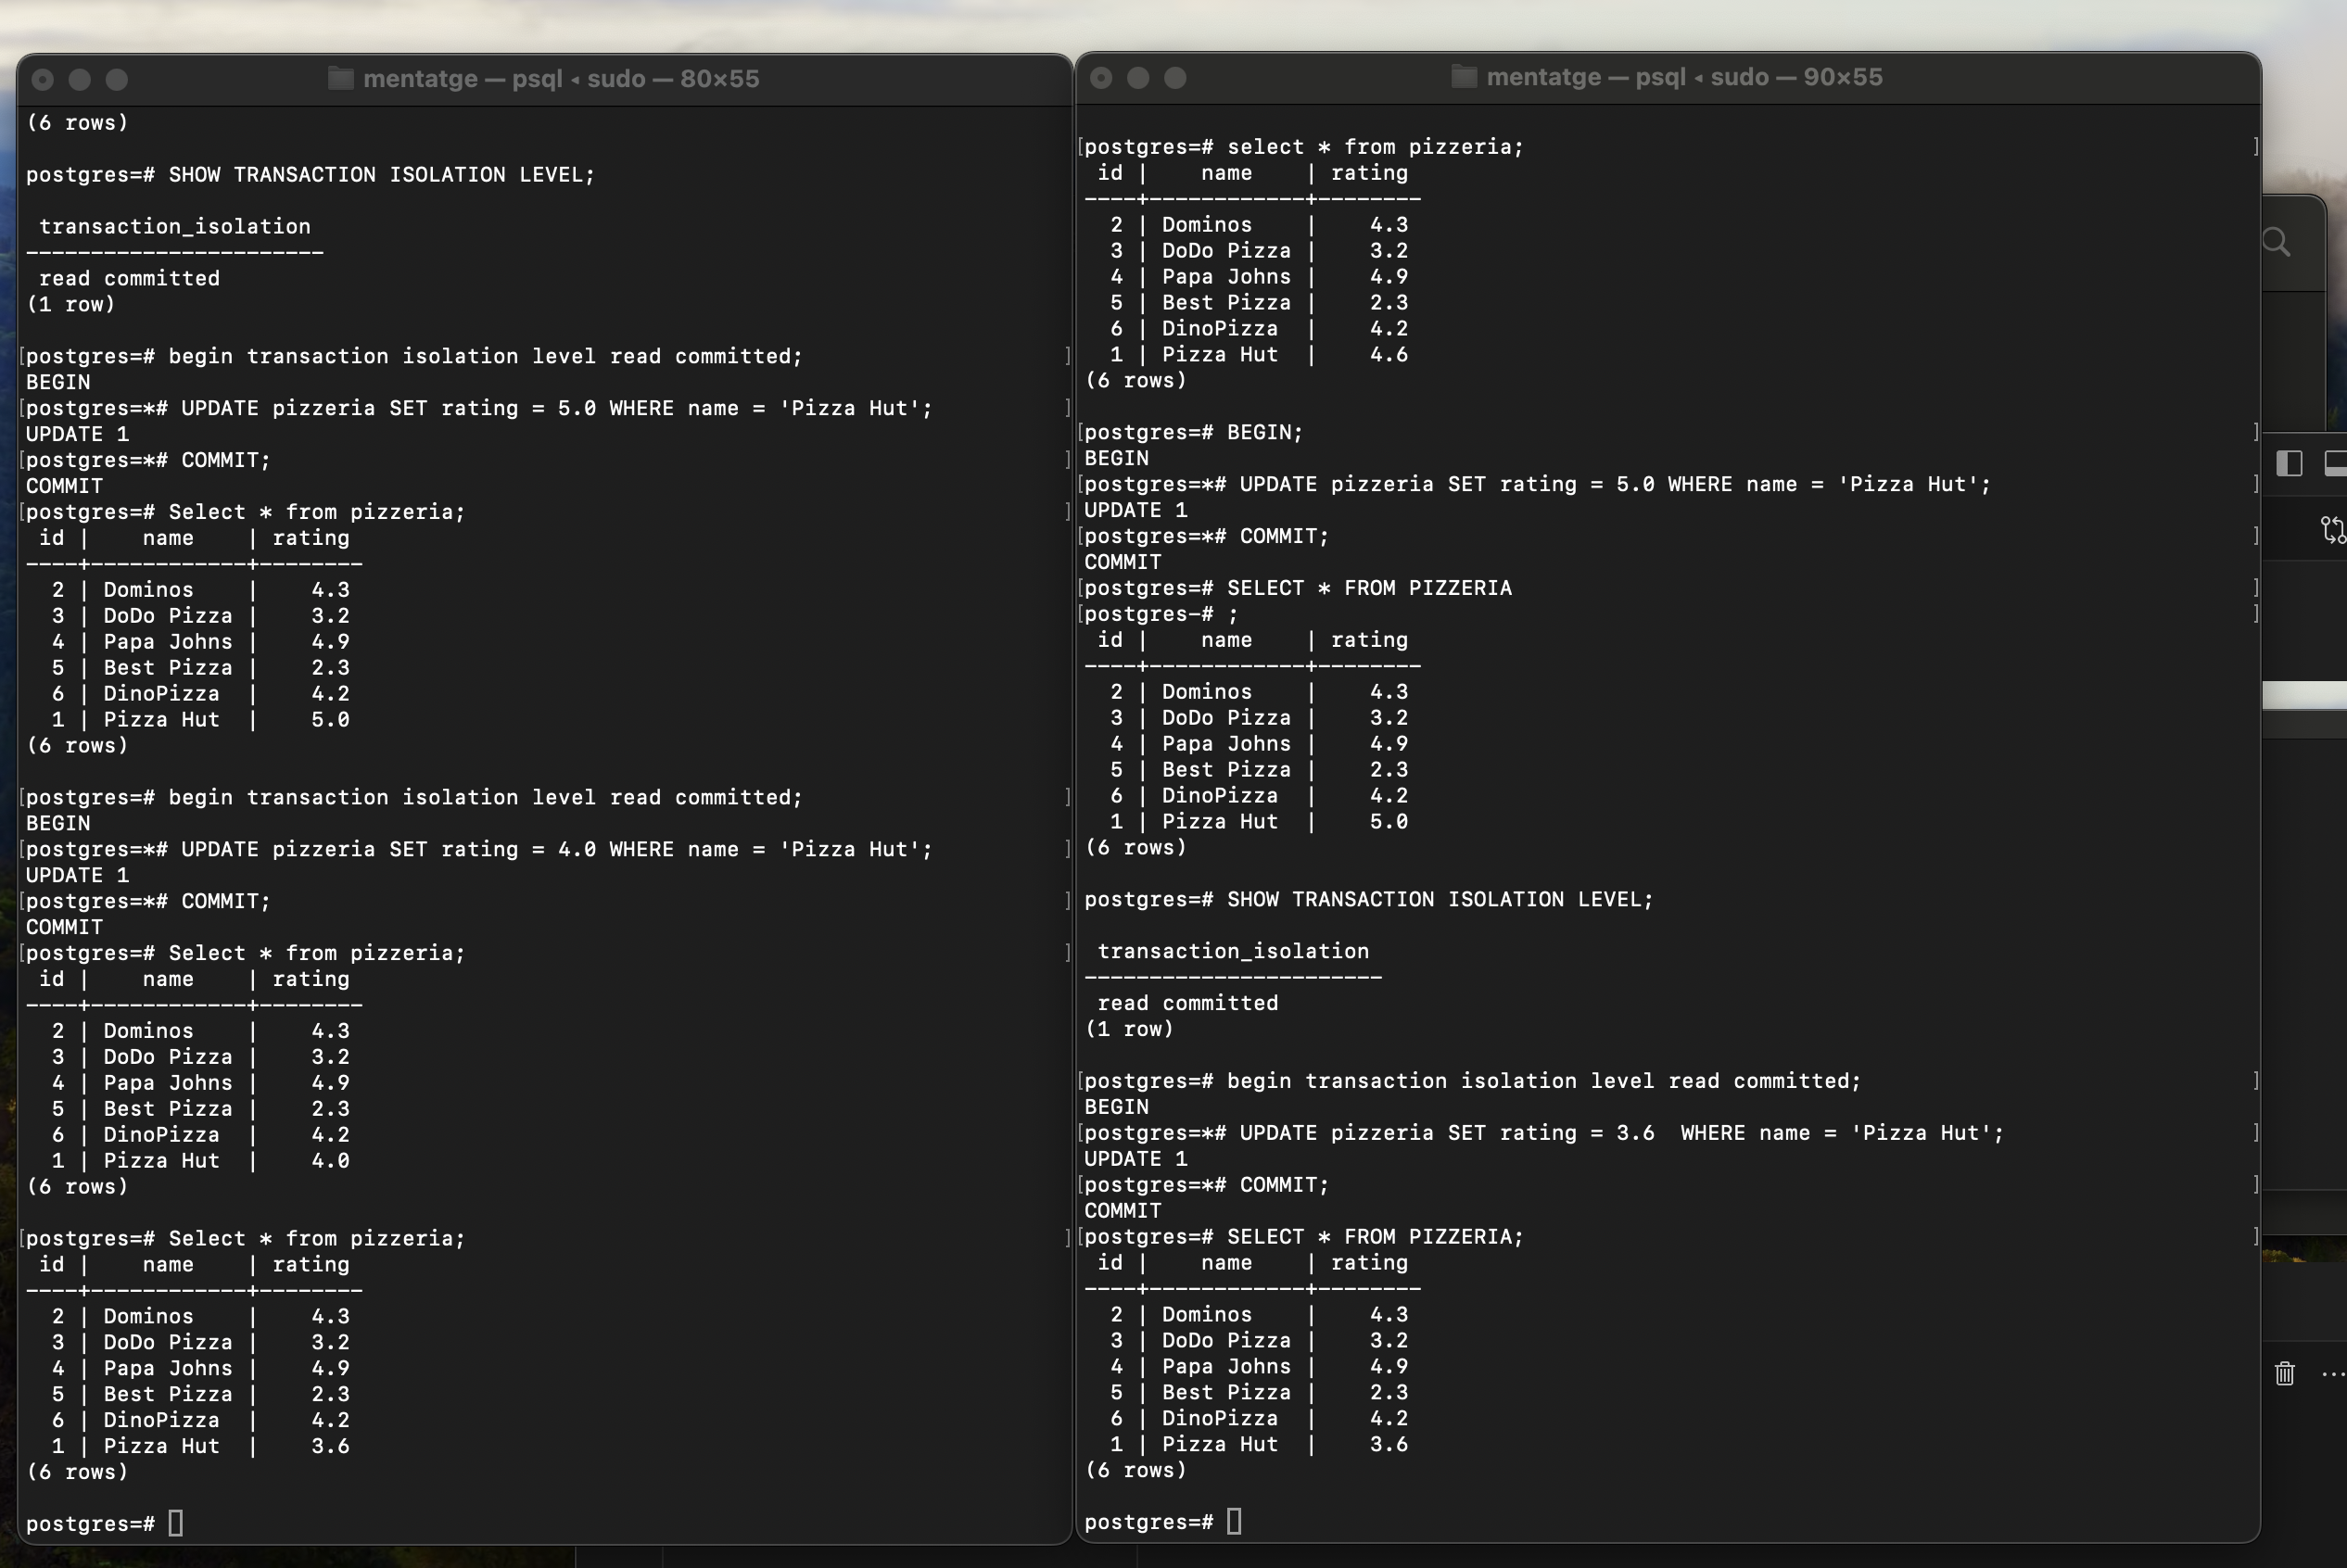 mentatge — psql ◂ sudo — 80×55
(6 rows)
postgres=# SHOW TRANSACTION ISOLATION LEVEL;
transaction_isolation
-----------------------
read committed
(1 row)
[postgres=# begin transaction isolation level read committed; ]
BEGIN
[postgres=*# UPDATE pizzeria SET rating = 5.0 WHERE name = 'Pizza Hut'; ]
UPDATE 1
[postgres=*# COMMIT; ]
COMMIT
[postgres=# Select * from pizzeria; ]
id | name | rating
----+------------+--------
2 | Dominos | 4.3
3 | DoDo Pizza | 3.2
4 | Papa Johns | 4.9
5 | Best Pizza | 2.3
6 | DinoPizza | 4.2
1 | Pizza Hut | 5.0
(6 rows)
[postgres=# begin transaction isolation level read committed; ]
BEGIN
[postgres=*# UPDATE pizzeria SET rating = 4.0 WHERE name = 'Pizza Hut'; ]
UPDATE 1
[postgres=*# COMMIT; ]
COMMIT
[postgres=# Select * from pizzeria; ]
id | name | rating
----+------------+--------
2 | Dominos | 4.3
3 | DoDo Pizza | 3.2
4 | Papa Johns | 4.9
5 | Best Pizza | 2.3
6 | DinoPizza | 4.2
1 | Pizza Hut | 4.0
(6 rows)
[postgres=# Select * from pizzeria; ]
id | name | rating
----+------------+--------
2 | Dominos | 4.3
3 | DoDo Pizza | 3.2
4 | Papa Johns | 4.9
5 | Best Pizza | 2.3
6 | DinoPizza | 4.2
1 | Pizza Hut | 3.6
(6 rows)
postgres=#
mentatge — psql ◂ sudo — 90×55
[postgres=# select * from pizzeria; ]
id | name | rating
----+------------+--------
2 | Dominos | 4.3
3 | DoDo Pizza | 3.2
4 | Papa Johns | 4.9
5 | Best Pizza | 2.3
6 | DinoPizza | 4.2
1 | Pizza Hut | 4.6
(6 rows)
[postgres=# BEGIN; ]
BEGIN
[postgres=*# UPDATE pizzeria SET rating = 5.0 WHERE name = 'Pizza Hut'; ]
UPDATE 1
[postgres=*# COMMIT; ]
COMMIT
[postgres=# SELECT * FROM PIZZERIA ]
[postgres-# ; ]
id | name | rating
----+------------+--------
2 | Dominos | 4.3
3 | DoDo Pizza | 3.2
4 | Papa Johns | 4.9
5 | Best Pizza | 2.3
6 | DinoPizza | 4.2
1 | Pizza Hut | 5.0
(6 rows)
postgres=# SHOW TRANSACTION ISOLATION LEVEL;
transaction_isolation
-----------------------
read committed
(1 row)
[postgres=# begin transaction isolation level read committed; ]
BEGIN
[postgres=*# UPDATE pizzeria SET rating = 3.6  WHERE name = 'Pizza Hut'; ]
UPDATE 1
[postgres=*# COMMIT; ]
COMMIT
[postgres=# SELECT * FROM PIZZERIA; ]
id | name | rating
----+------------+--------
2 | Dominos | 4.3
3 | DoDo Pizza | 3.2
4 | Papa Johns | 4.9
5 | Best Pizza | 2.3
6 | DinoPizza | 4.2
1 | Pizza Hut | 3.6
(6 rows)
postgres=#